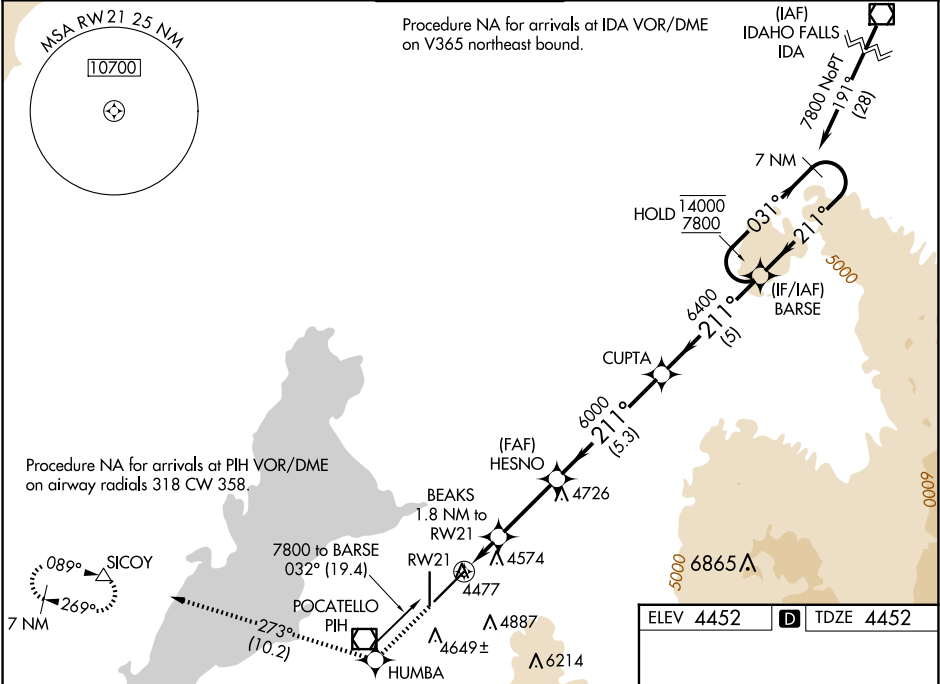 MSA RW21 25 NM
10700
Procedure NA for arrivals at IDA VOR/DME
on V365 northeast bound.
(IAF)
IDAHO FALLS
IDA
7800 NoPT
191°
(28)
7 NM
HOLD 14000
7800
031°
211°
5000
(IF/IAF)
BARSE
6400
211°
(5)
CUPTA
6000
211°
(5.3)
(FAF)
HESNO
4726
Procedure NA for arrivals at PIH VOR/DME
on airway radials 318 CW 358.
BEAKS
1.8 NM to
RW21
4574
6000
7800 to BARSE
032° (19.4)
RW21
4477
5000
6865
089°
SICOY
269°
7 NM
273°
(10.2)
POCATELLO
PIH
HUMBA
4649±
4887
6214
ELEV 4452
D
TDZE 4452